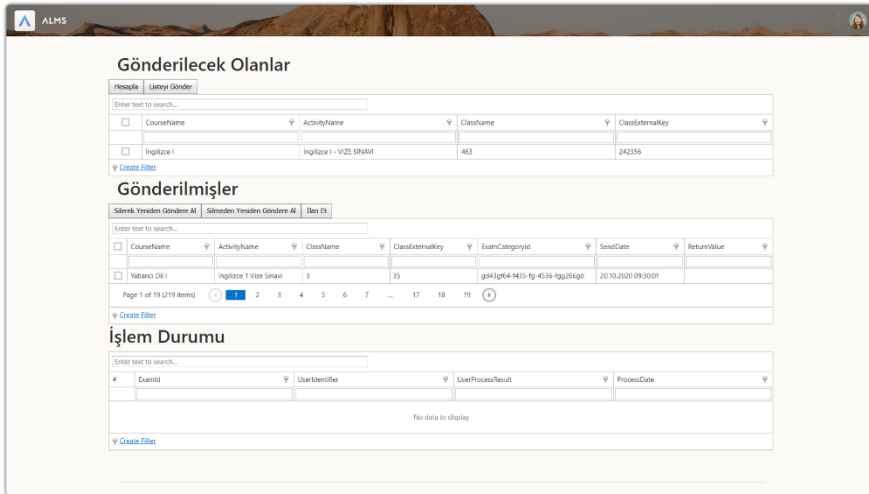 ALMS
Gönderilecek Olanlar
Hesapla Listeyi Gönder
Enter text to search...
CourseName ActivityName ClassName ClassExternalKey
İngilizce I İngilizce I - VİZE SINAVI 463 242356
Create Filter
Gönderilmişler
Silerek Yeniden Göndere Al Silmeden Yeniden Göndere Al İlan Et
Enter text to search...
CourseName ActivityName ClassName ClassExternalKey ExamCategoryId SendDate ReturnValue
Yabancı Dil I İngilizce 1 Vize Sinavi 3 35 gd43gf64-f435-fg-4536-fgg266gd 20.10.2020 09:30:01
Page 1 of 19 (219 items) 1 2 3 4 5 6 7 ... 17 18 19
Create Filter
İşlem Durumu
Enter text to search...
# ExamId UserIdentifier UserProcessResult ProcessDate
No data to display
Create Filter